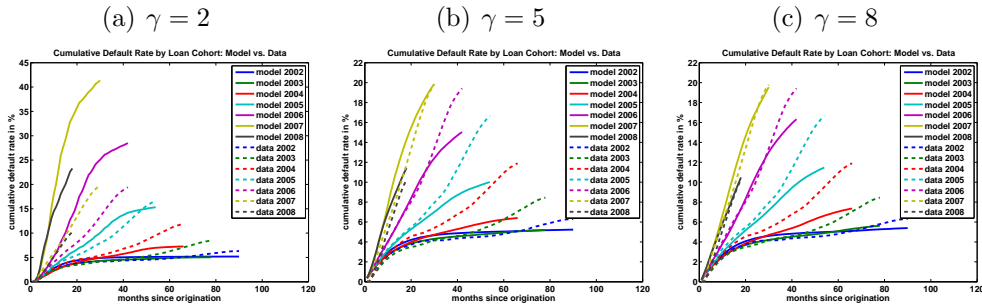 (a) γ = 2
(b) γ = 5
(c) γ = 8
Cumulative Default Rate by Loan Cohort: Model vs. Data
cumulative default rate in %
45
40
35
30
25
20
15
10
5
0
0 20 40 60 80 100 120
months since origination
model 2002
model 2003
model 2004
model 2005
model 2006
model 2007
model 2008
data 2002
data 2003
data 2004
data 2005
data 2006
data 2007
data 2008
Cumulative Default Rate by Loan Cohort: Model vs. Data
cumulative default rate in %
22
20
18
16
14
12
10
8
6
4
2
0
0 20 40 60 80 100 120
months since origination
model 2002
model 2003
model 2004
model 2005
model 2006
model 2007
model 2008
data 2002
data 2003
data 2004
data 2005
data 2006
data 2007
data 2008
Cumulative Default Rate by Loan Cohort: Model vs. Data
cumulative default rate in %
22
20
18
16
14
12
10
8
6
4
2
0
0 20 40 60 80 100 120
months since origination
model 2002
model 2003
model 2004
model 2005
model 2006
model 2007
model 2008
data 2002
data 2003
data 2004
data 2005
data 2006
data 2007
data 2008